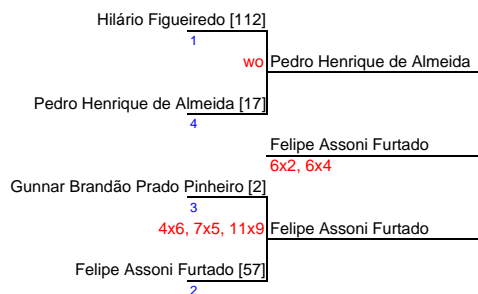 Hilário Figueiredo [112]
1
wo Pedro Henrique de Almeida
Pedro Henrique de Almeida [17]
4
Felipe Assoni Furtado
6x2, 6x4
Gunnar Brandão Prado Pinheiro [2]
3
4x6, 7x5, 11x9 Felipe Assoni Furtado
Felipe Assoni Furtado [57]
2